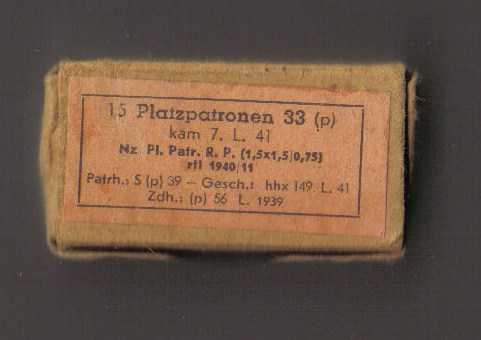 15 Platzpatronen 33 (p)
kam 7. L. 41
Nz Pl. Patr. R. P. (1,5x1,5/0,75)
rfl 1940/11
Patrh.: S (p) 39 – Gesch.: hhx 149 L. 41
Zdh.: (p) 56 L. 1939